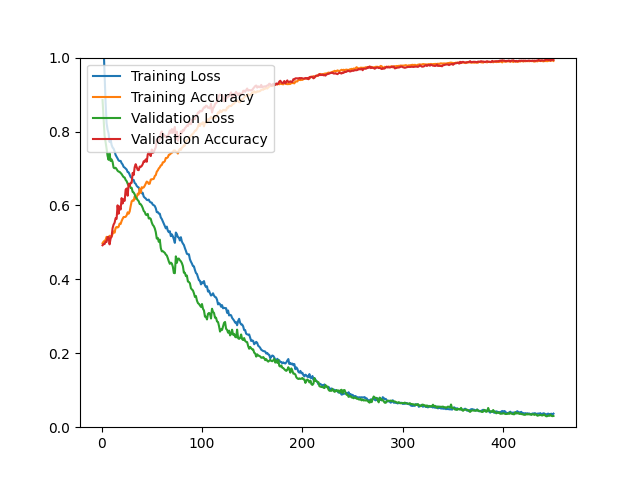 1.0
0.8
0.6
0.4
0.2
0.0
Training Loss
Training Accuracy
Validation Loss
Validation Accuracy
0 100 200 300 400